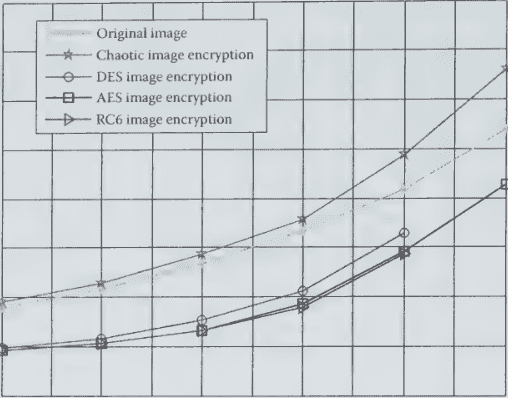 Original image
Chaotic image encryption
DES image encryption
AES image encryption
RC6 image encryption